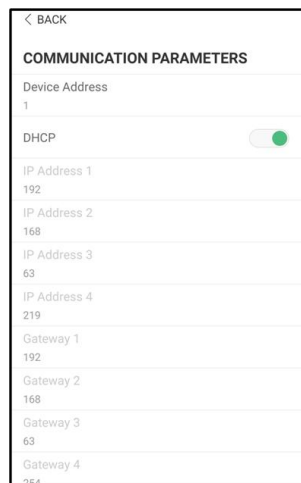 < BACK
COMMUNICATION PARAMETERS
Device Address
1
DHCP
IP Address 1
192
IP Address 2
168
IP Address 3
63
IP Address 4
219
Gateway 1
192
Gateway 2
168
Gateway 3
63
Gateway 4
254